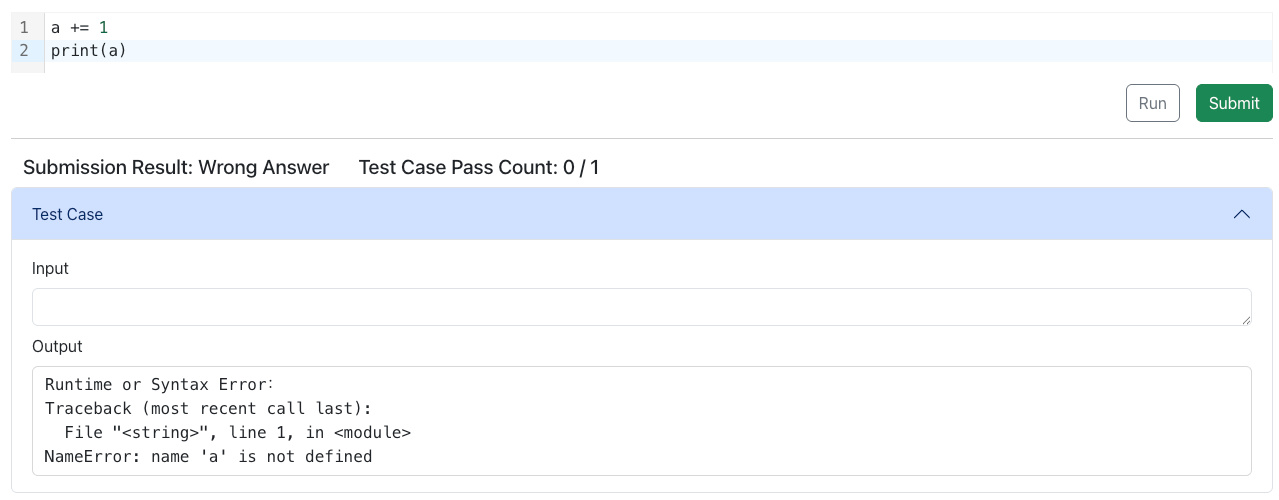 1 a += 1
2 print(a)
Run Submit
Submission Result: Wrong Answer Test Case Pass Count: 0 / 1
Test Case
Input
Output
Runtime or Syntax Error:
Traceback (most recent call last):
  File "<string>", line 1, in <module>
NameError: name 'a' is not defined